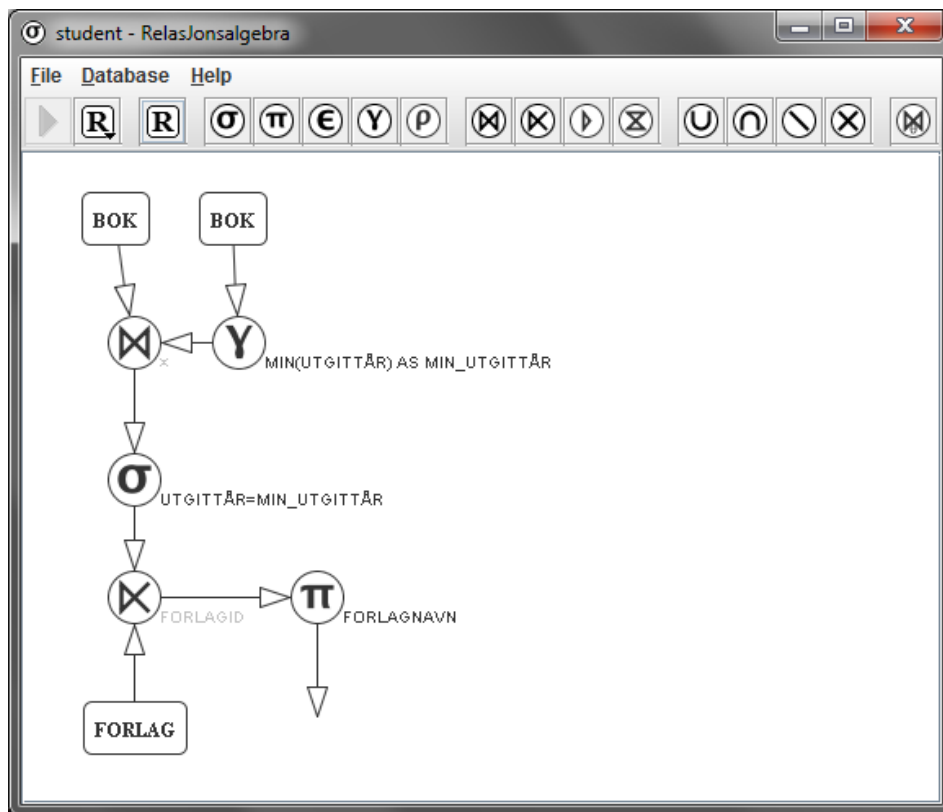 σ student - RelasJonsalgebra
File Database Help
R R σ π ϵ γ ρ ⋈ ⋉ ▷ ∪ ∩ \ ×
BOK BOK
⋈ γ
× MIN(UTGITTÅR) AS MIN_UTGITTÅR
σ
UTGITTÅR=MIN_UTGITTÅR
⋉ π
FORLAGID FORLAGNAVN
FORLAG